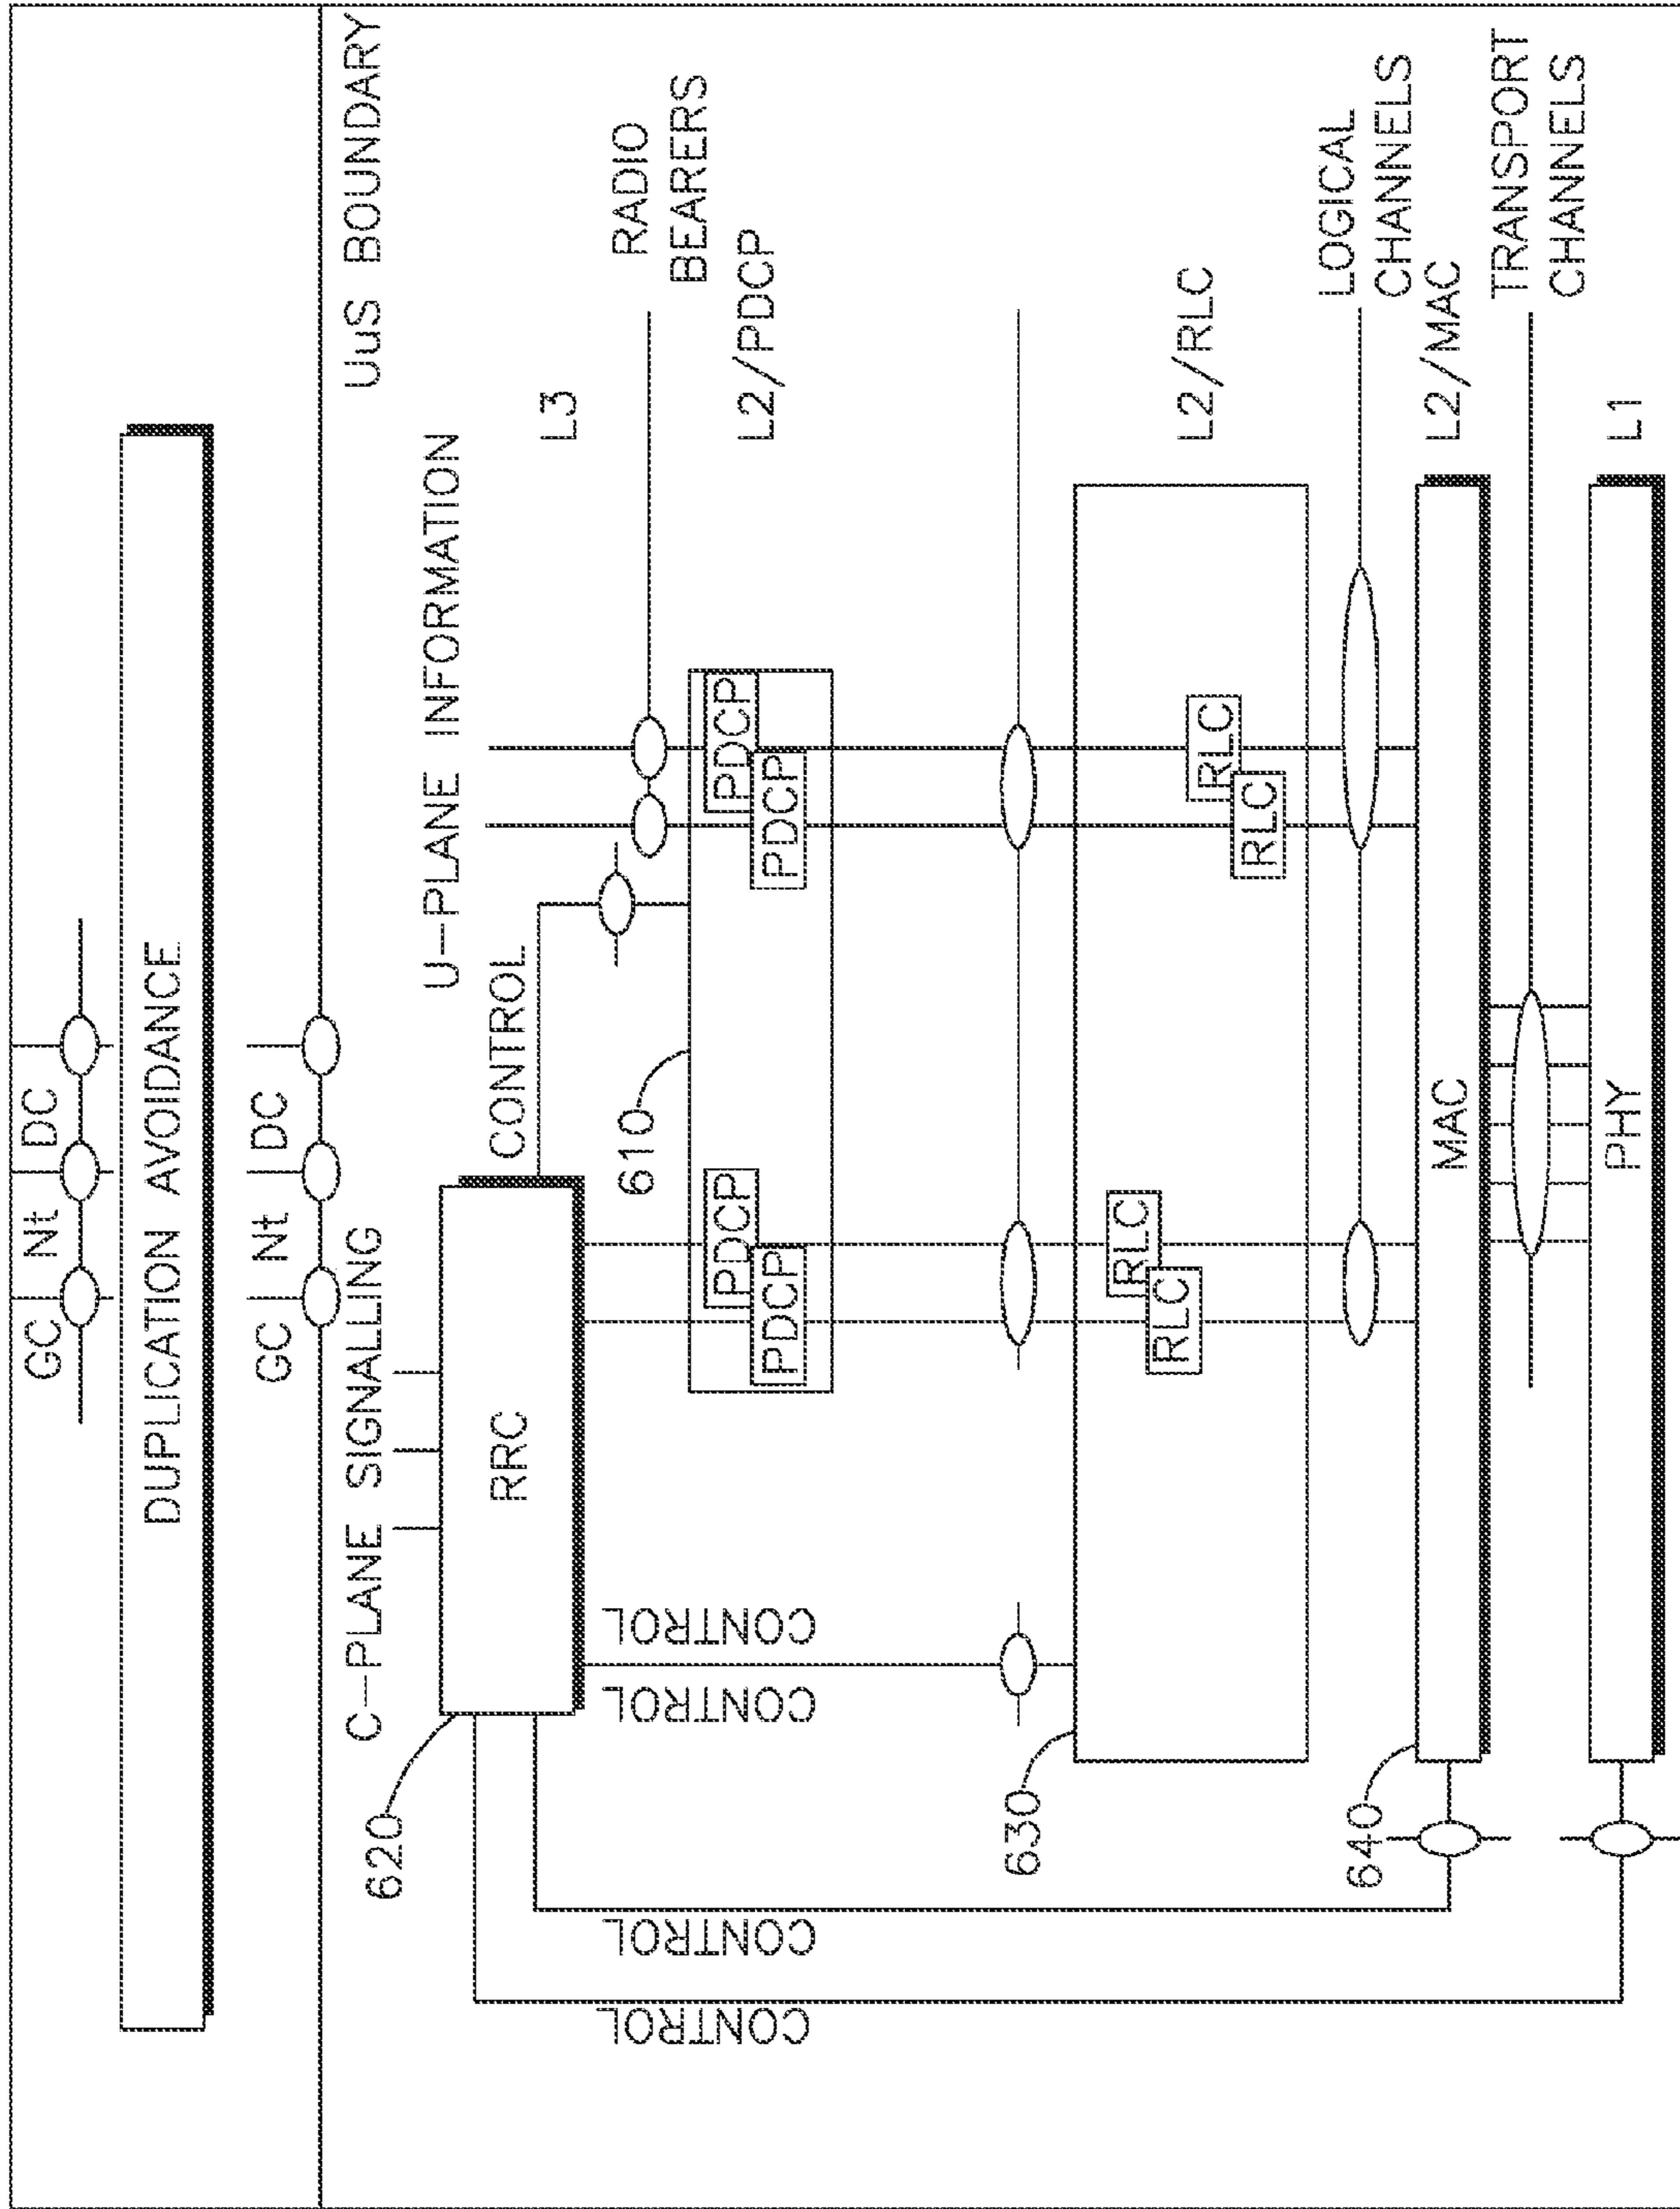 GC Nt DC
DUPLICATION AVOIDANCE
GC Nt DC
UuS BOUNDARY
C-PLANE SIGNALLING
U-PLANE INFORMATION
620
RRC
CONTROL
L3
CONTROL
CONTROL
CONTROL
CONTROL
610
RADIO
BEARERS
PDCP
PDCP
PDCP
PDCP
L2/PDCP
630
RLC
RLC
RLC
RLC
L2/RLC
LOGICAL
CHANNELS
640
MAC
L2/MAC
TRANSPORT
CHANNELS
PHY
L1